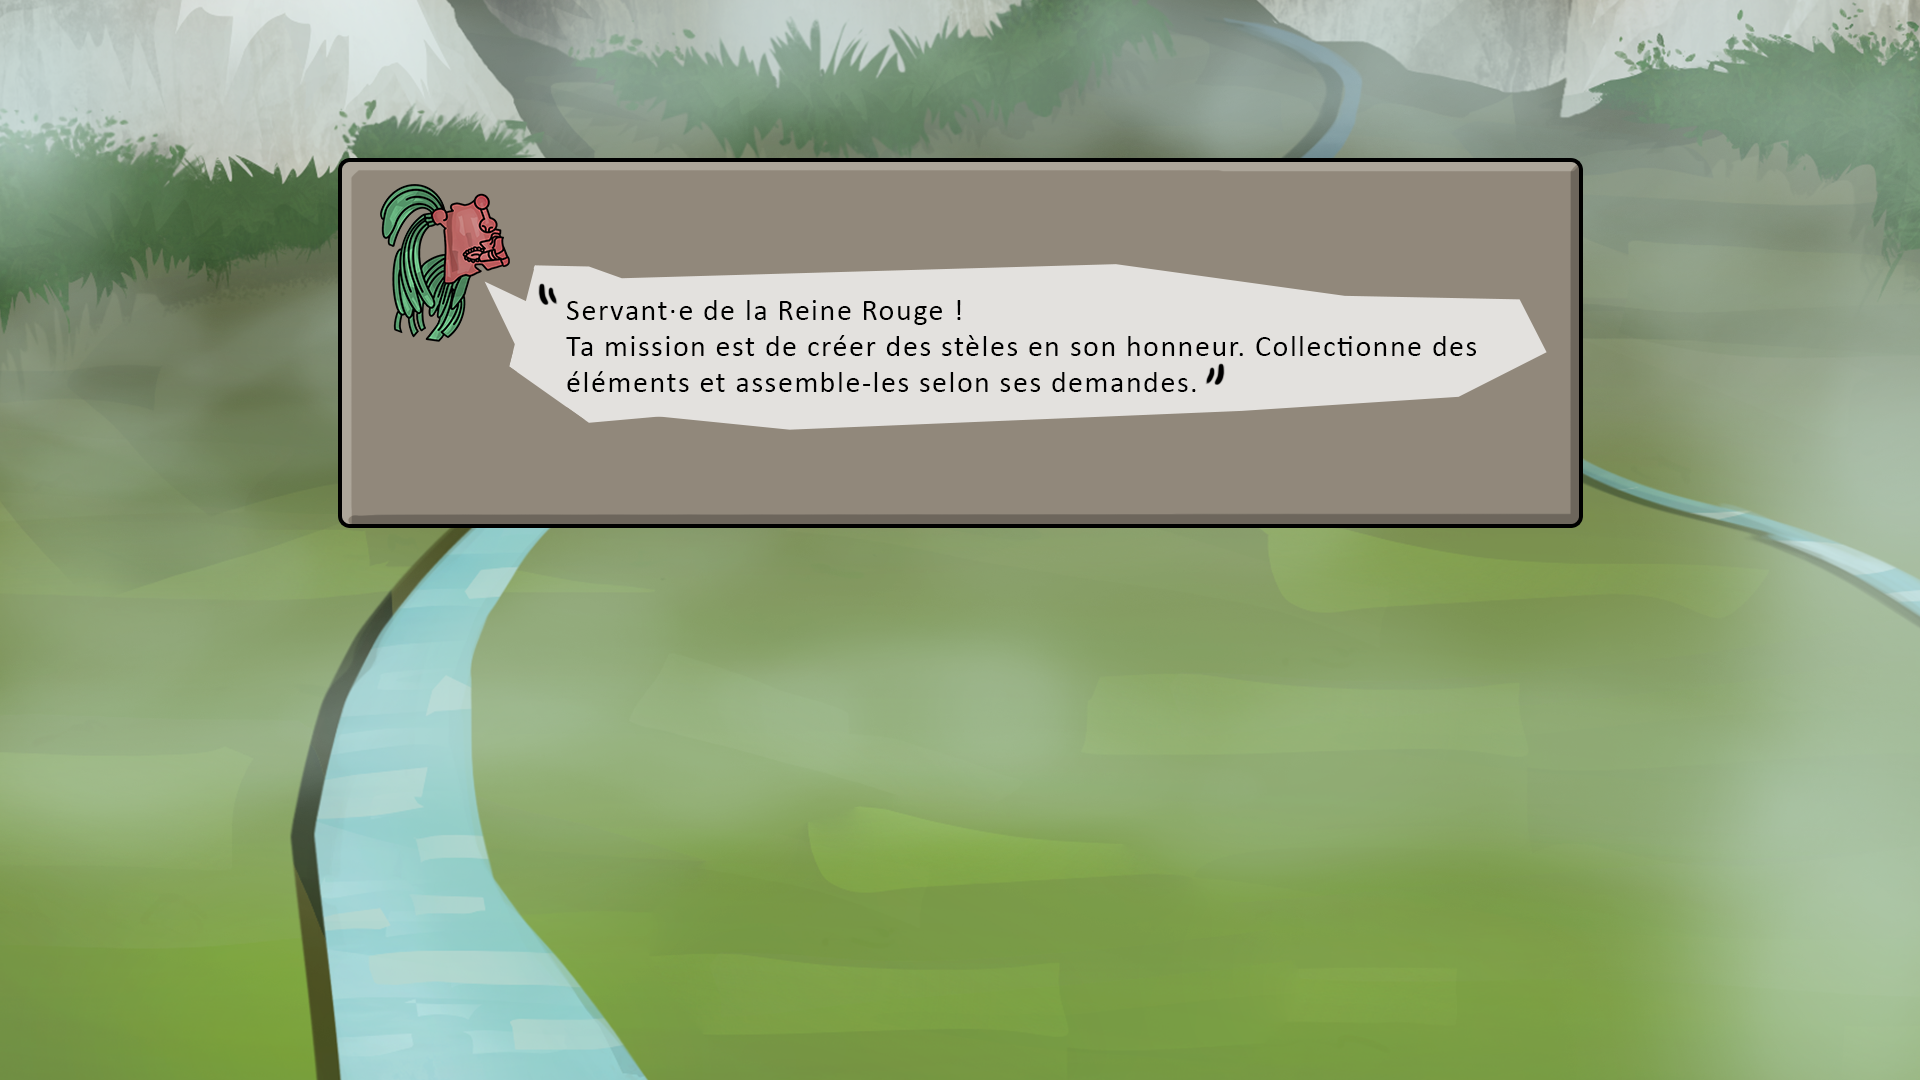 " Servant·e de la Reine Rouge !
Ta mission est de créer des stèles en son honneur. Collectionne des
éléments et assemble-les selon ses demandes. "